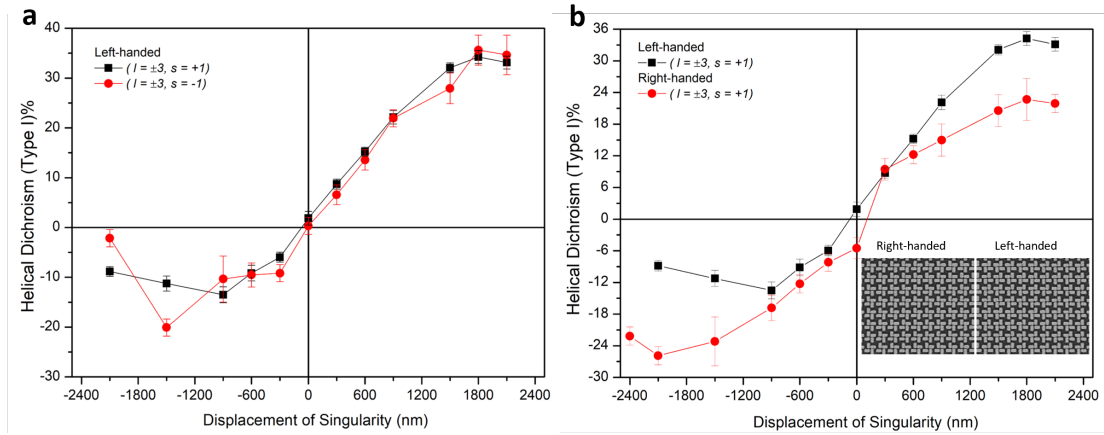 a
Helical Dichroism (Type I)%
40
30
20
10
0
-10
-20
-30
Left-handed
( l = ±3, s = +1)
( l = ±3, s = -1)
-2400 -1800 -1200 -600 0 600 1200 1800 2400
Displacement of Singularity (nm)
b
Helical Dichroism (Type I)%
36
30
24
18
12
6
0
-6
-12
-18
-24
-30
Left-handed
( l = ±3, s = +1)
Right-handed
( l = ±3, s = +1)
Right-handed Left-handed
-2400 -1800 -1200 -600 0 600 1200 1800 2400
Displacement of Singularity (nm)